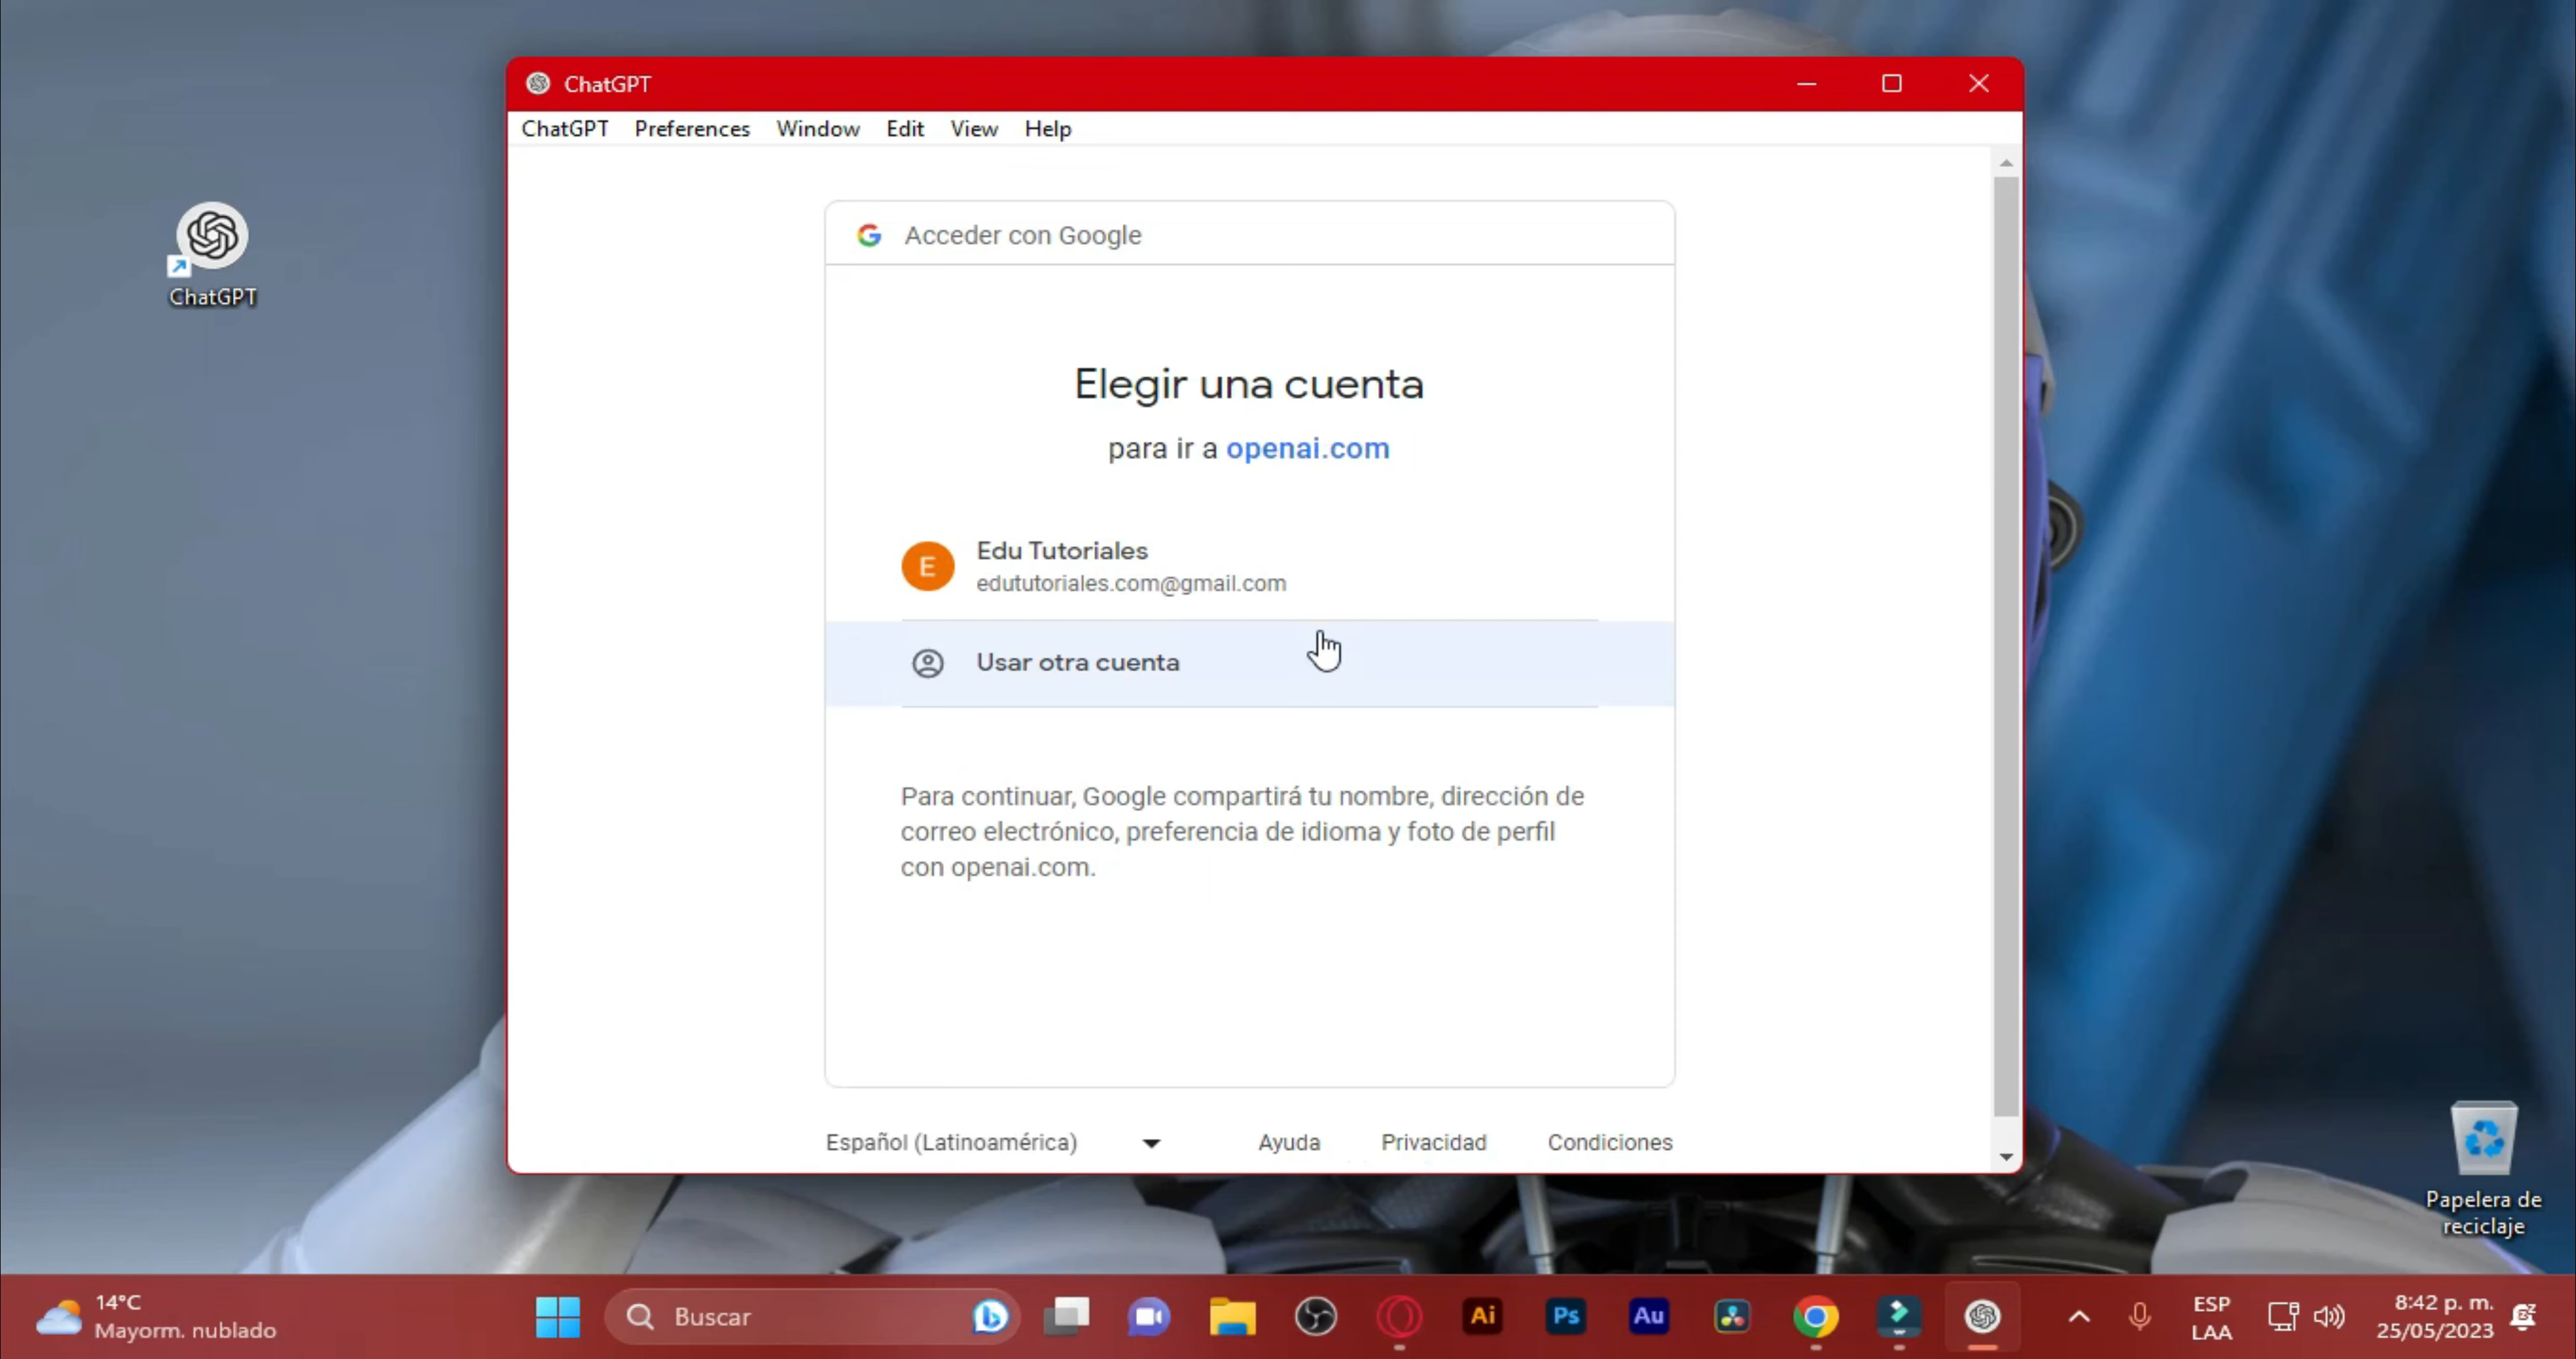 ChatGPT
ChatGPT Preferences Window Edit View Help
ChatGPT
Acceder con Google
Elegir una cuenta
para ir a openai.com
E
Edu Tutoriales
edututoriales.com@gmail.com
Usar otra cuenta
Para continuar, Google compartirá tu nombre, dirección de
correo electrónico, preferencia de idioma y foto de perfil
con openai.com.
Español (Latinoamérica) Ayuda Privacidad Condiciones
Papelera de
reciclaje
14°C
Mayorm. nublado
Buscar
Ai
Ps
Au
ESP
LAA
8:42 p. m.
25/05/2023